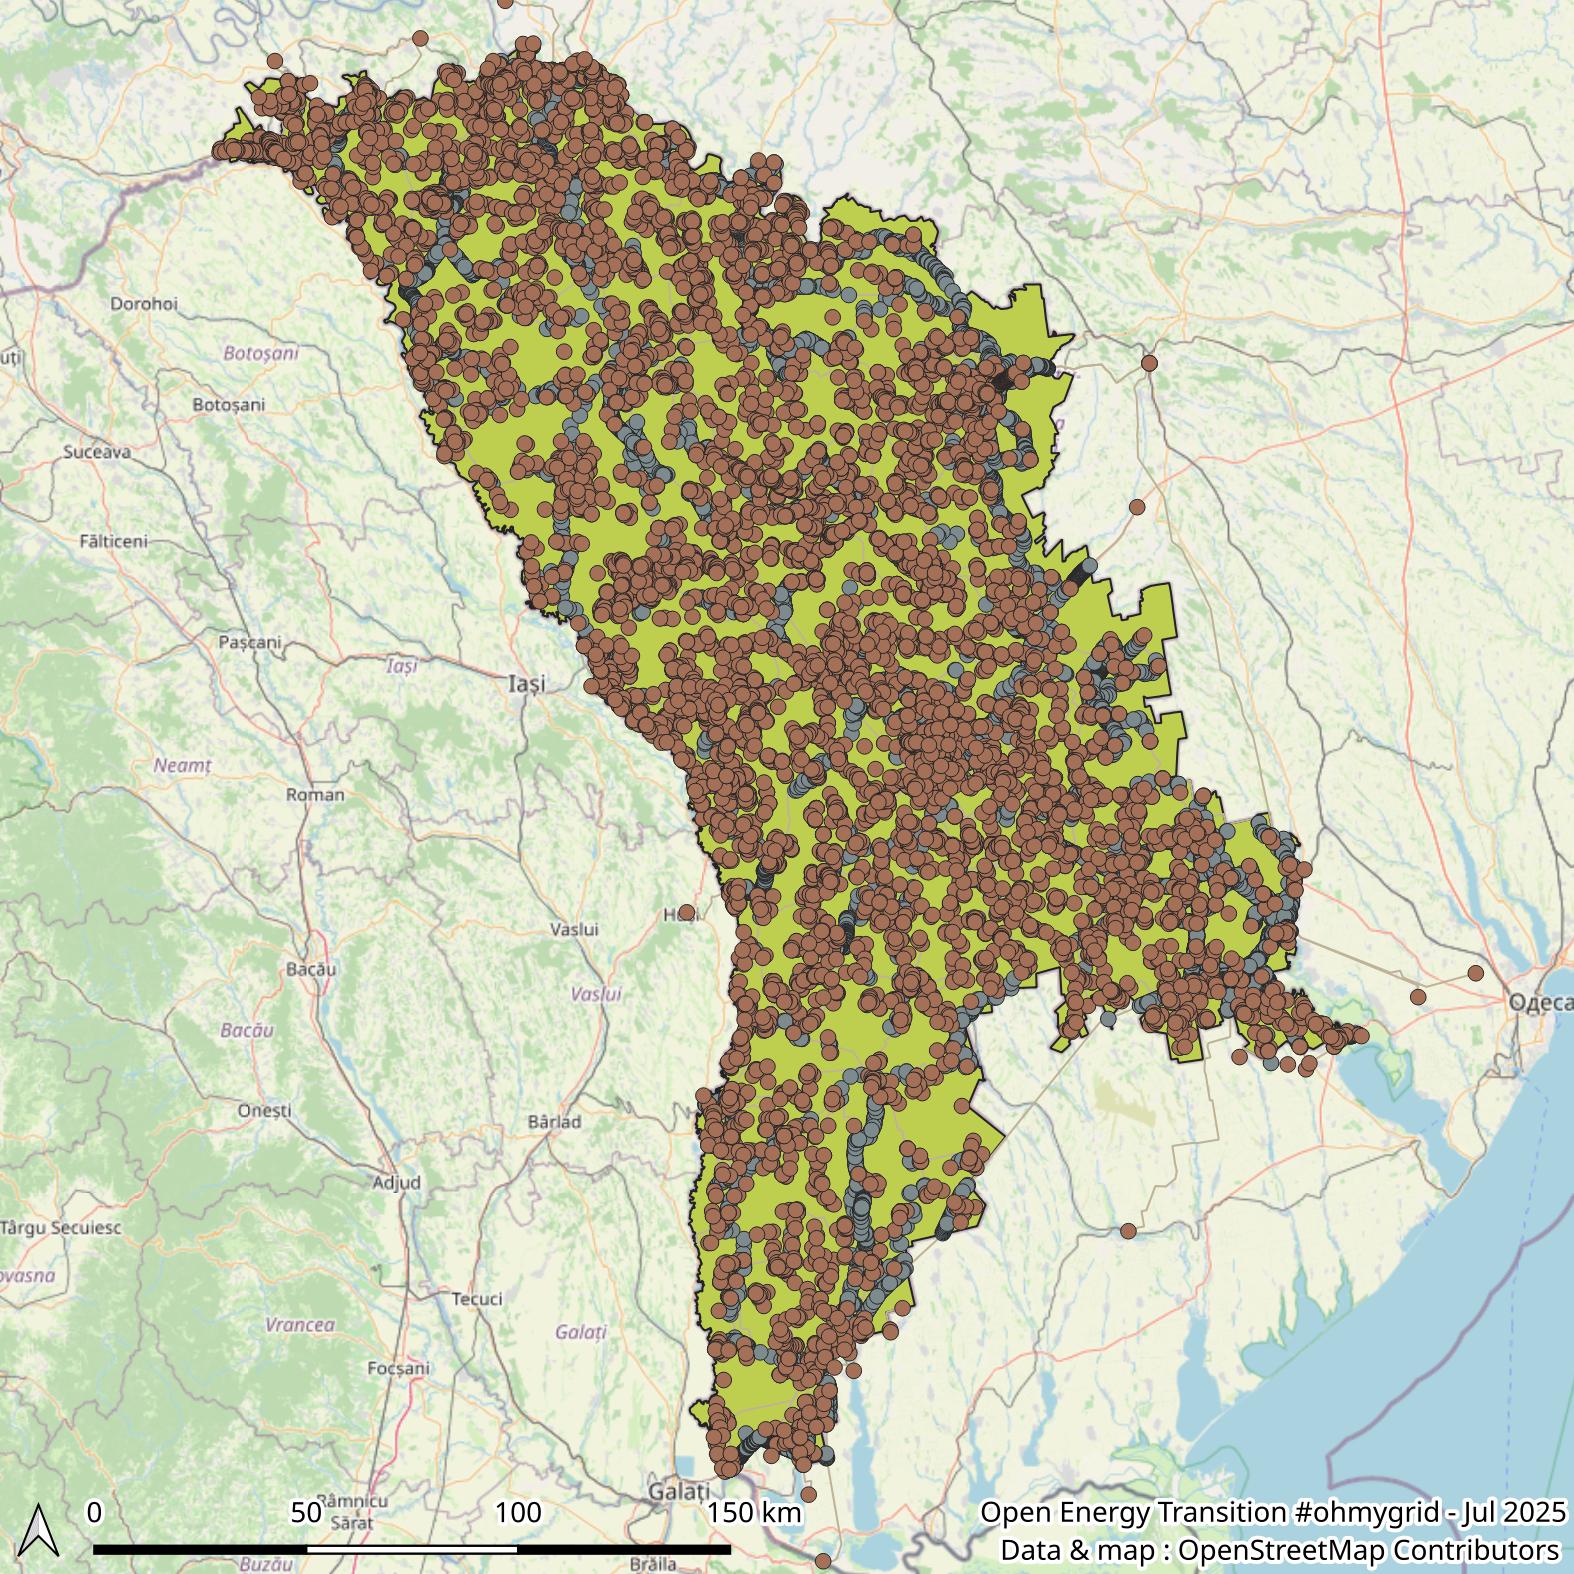 Dorohoi
Botoșani
uți
Botoșani
Suceava
Fălticeni
Pașcani
Iași
Iași
Neamț
Roman
Huși
Vaslui
Bacău
Vaslui
Одеса
Bacău
Onești
Bârlad
Adjud
Târgu Secuiesc
ovasna
Tecuci
Vrancea
Galați
Focșani
Galați
Râmnicu
Sărat
Buzău
Brăila
0 50 100 150 km
Open Energy Transition #ohmygrid - Jul 2025
Data & map : OpenStreetMap Contributors